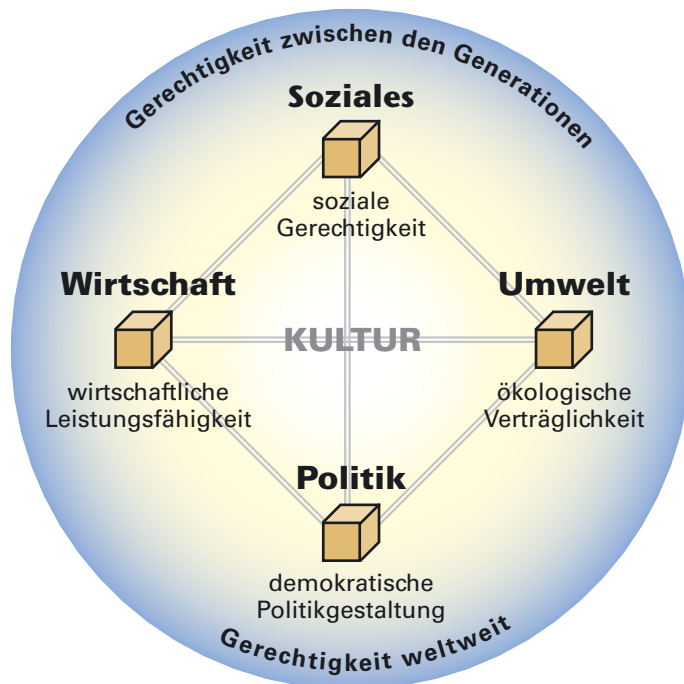 Gerechtigkeit zwischen den Generationen
Soziales
soziale
Gerechtigkeit
Wirtschaft
wirtschaftliche
Leistungsfähigkeit
Umwelt
ökologische
Verträglichkeit
KULTUR
Politik
demokratische
Politikgestaltung
Gerechtigkeit weltweit